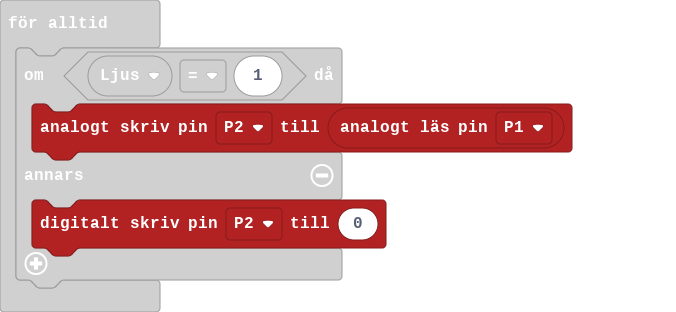 för alltid
om Ljus = 1 då
analogt skriv pin P2 till analogt läs pin P1
annars
digitalt skriv pin P2 till 0